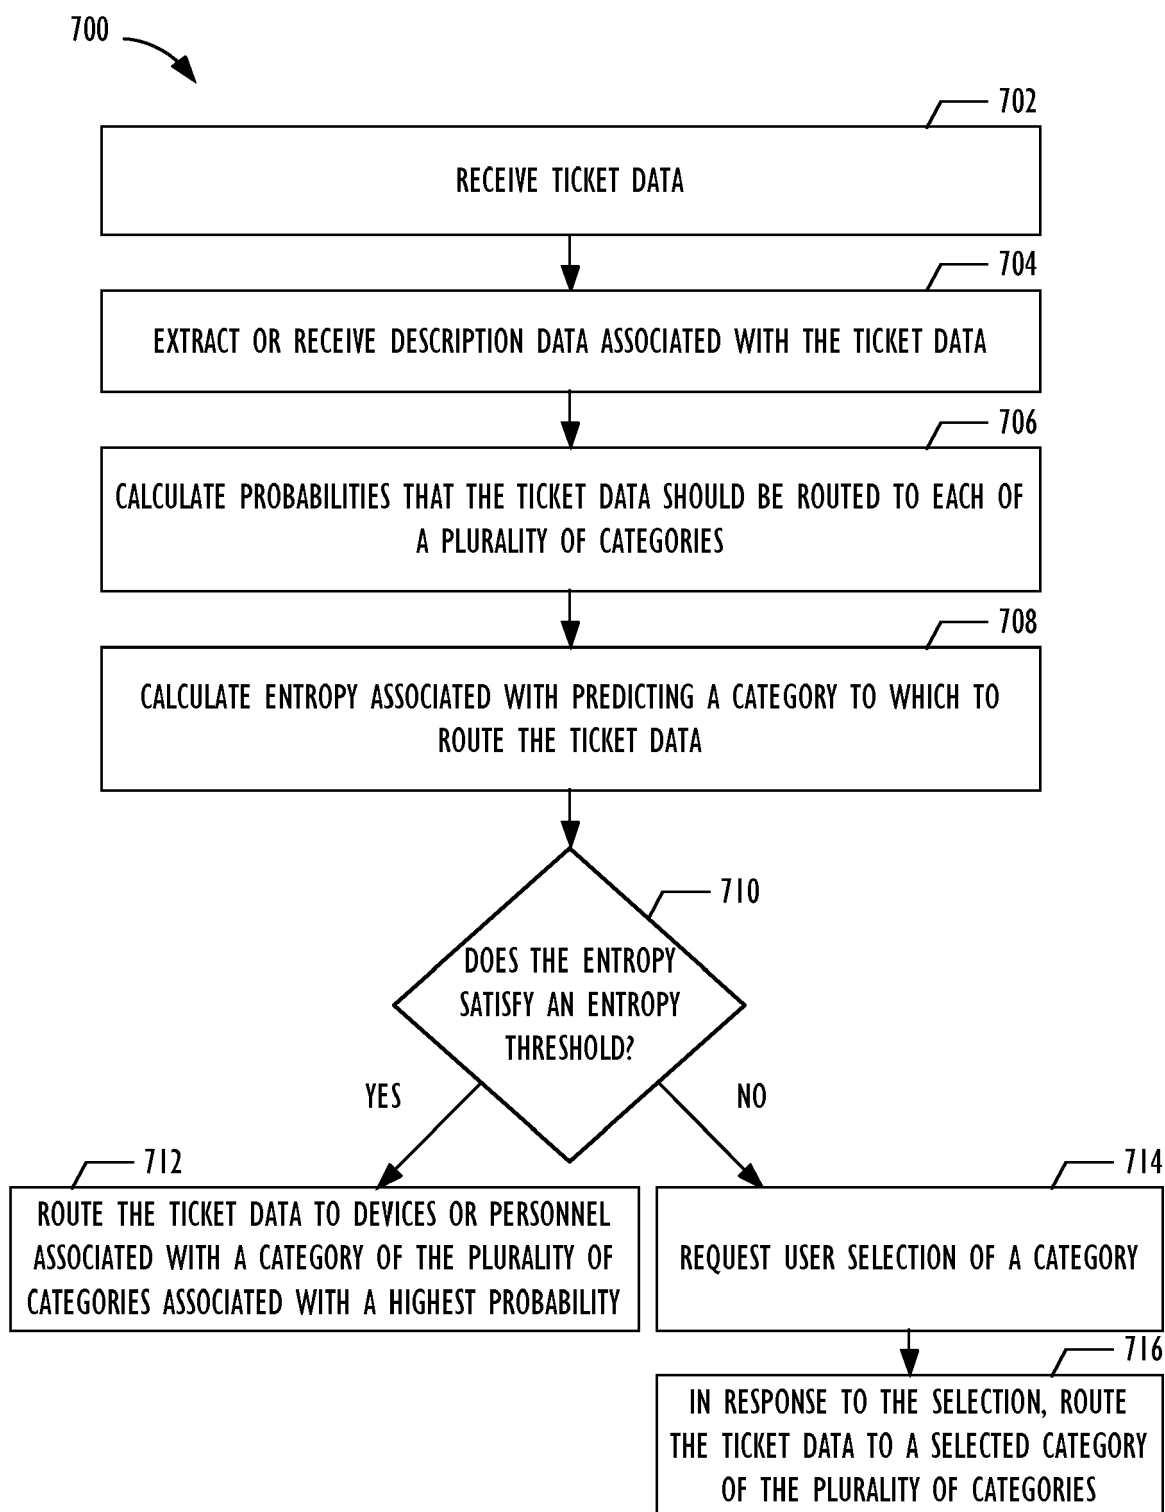 700
702
RECEIVE TICKET DATA
704
EXTRACT OR RECEIVE DESCRIPTION DATA ASSOCIATED WITH THE TICKET DATA
706
CALCULATE PROBABILITIES THAT THE TICKET DATA SHOULD BE ROUTED TO EACH OF
A PLURALITY OF CATEGORIES
708
CALCULATE ENTROPY ASSOCIATED WITH PREDICTING A CATEGORY TO WHICH TO
ROUTE THE TICKET DATA
710
DOES THE ENTROPY
SATISFY AN ENTROPY
THRESHOLD?
YES
NO
712
ROUTE THE TICKET DATA TO DEVICES OR PERSONNEL
ASSOCIATED WITH A CATEGORY OF THE PLURALITY OF
CATEGORIES ASSOCIATED WITH A HIGHEST PROBABILITY
714
REQUEST USER SELECTION OF A CATEGORY
716
IN RESPONSE TO THE SELECTION, ROUTE
THE TICKET DATA TO A SELECTED CATEGORY
OF THE PLURALITY OF CATEGORIES